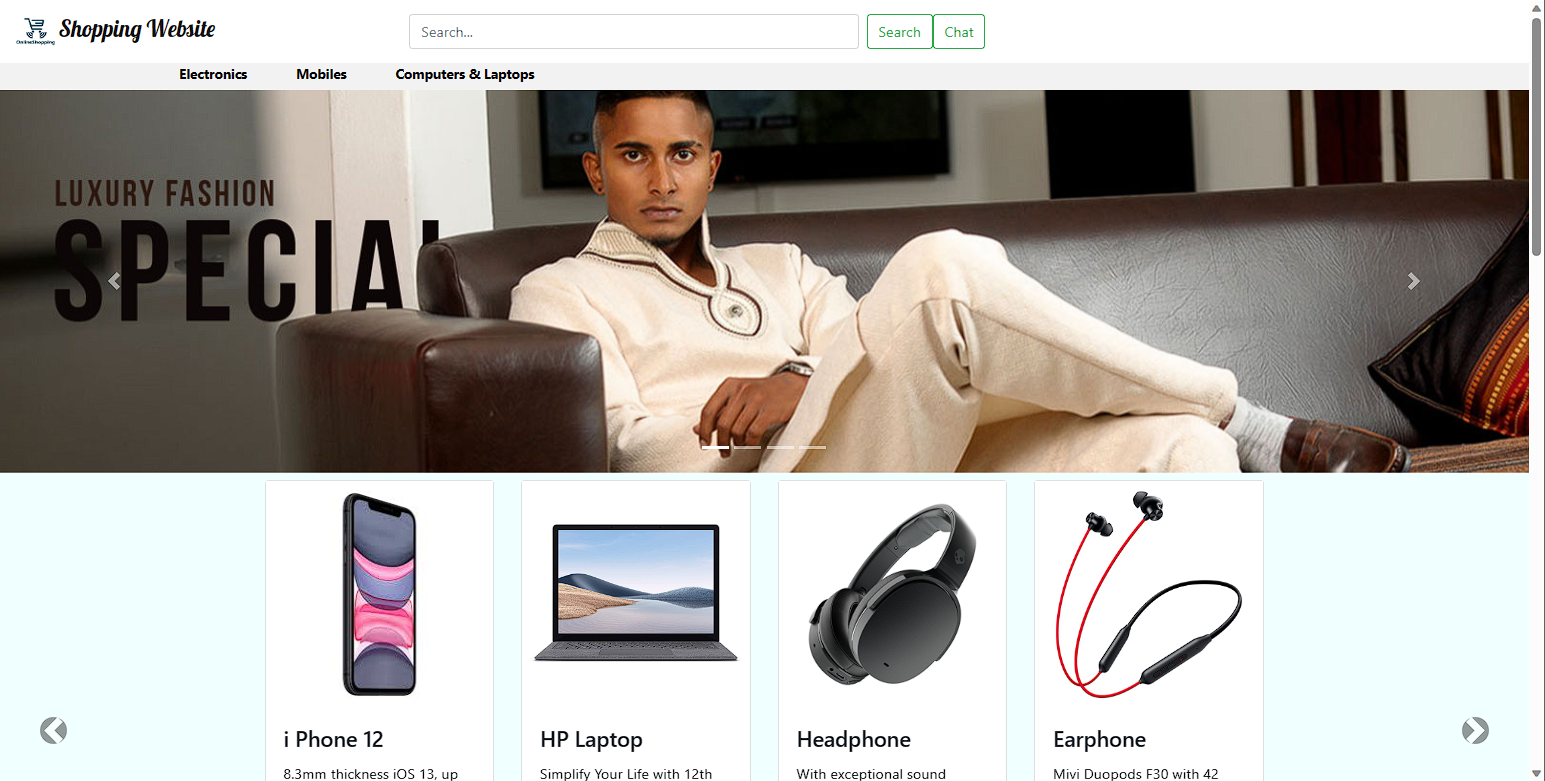 OnlineShopping
Shopping Website
Search...
Search
Chat
Electronics
Mobiles
Computers & Laptops
LUXURY FASHION
SPECIAL
i Phone 12
HP Laptop
Headphone
Earphone
8.3mm thickness iOS 13, up
Simplify Your Life with 12th
With exceptional sound
Mivi Duopods F30 with 42